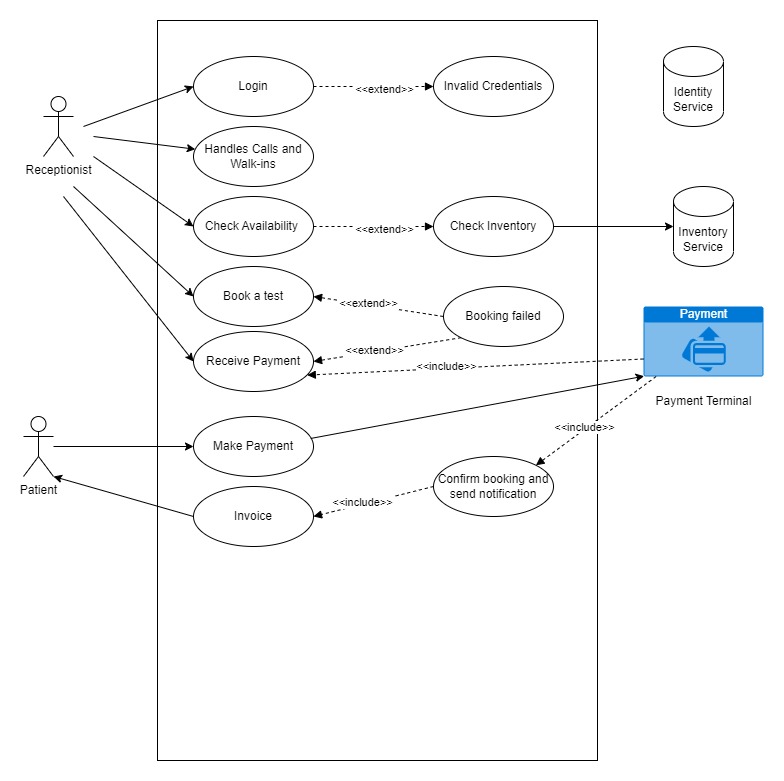 Login
<<extend>>
Invalid Credentials
Identity
Service
Receptionist
Handles Calls and
Walk-ins
Check Availability
<<extend>>
Check Inventory
Inventory
Service
Book a test
<<extend>>
Booking failed
Payment
Receive Payment
<<extend>>
<<include>>
Payment Terminal
Make Payment
<<include>>
Patient
Confirm booking and
send notification
<<include>>
Invoice